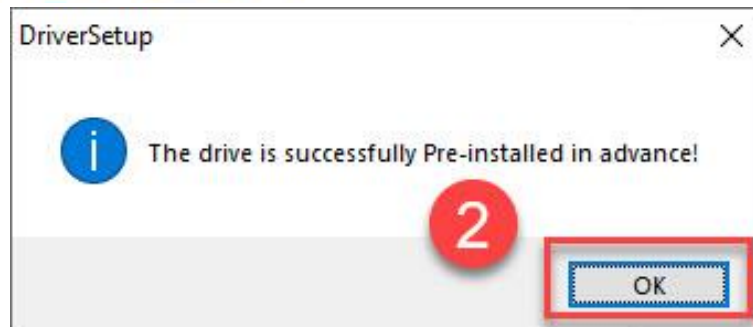 DriverSetup
The drive is successfully Pre-installed in advance!
2
OK